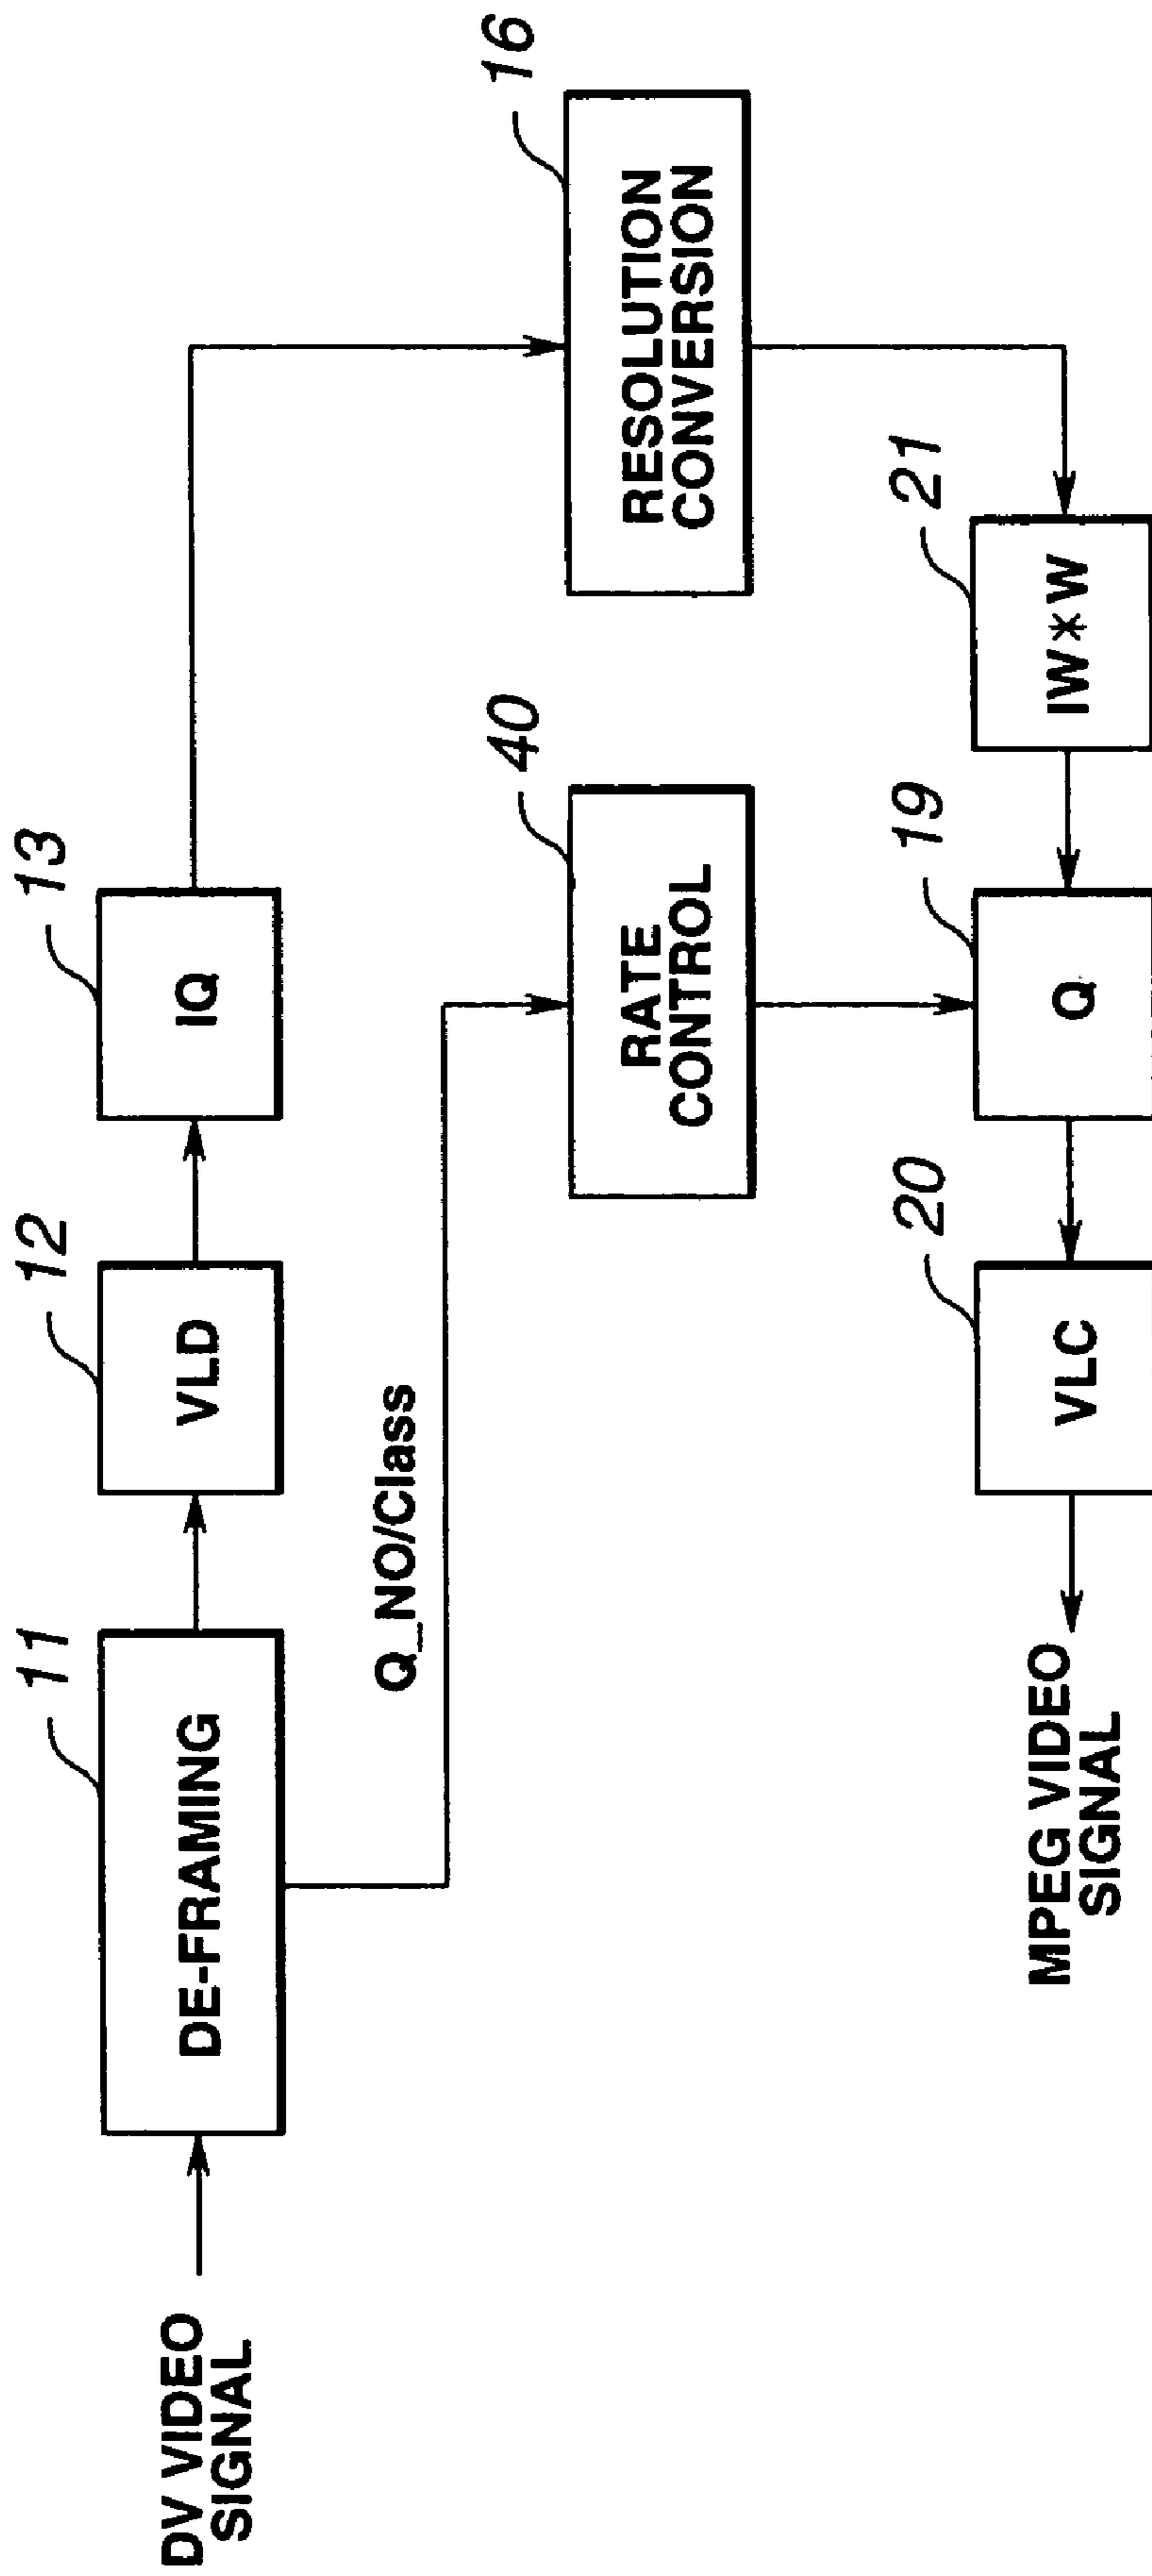 DV VIDEO
SIGNAL
11
DE-FRAMING
12
VLD
13
IQ
Q_NO/Class
40
RATE
CONTROL
16
RESOLUTION
CONVERSION
MPEG VIDEO
SIGNAL
20
VLC
19
Q
21
IW*W